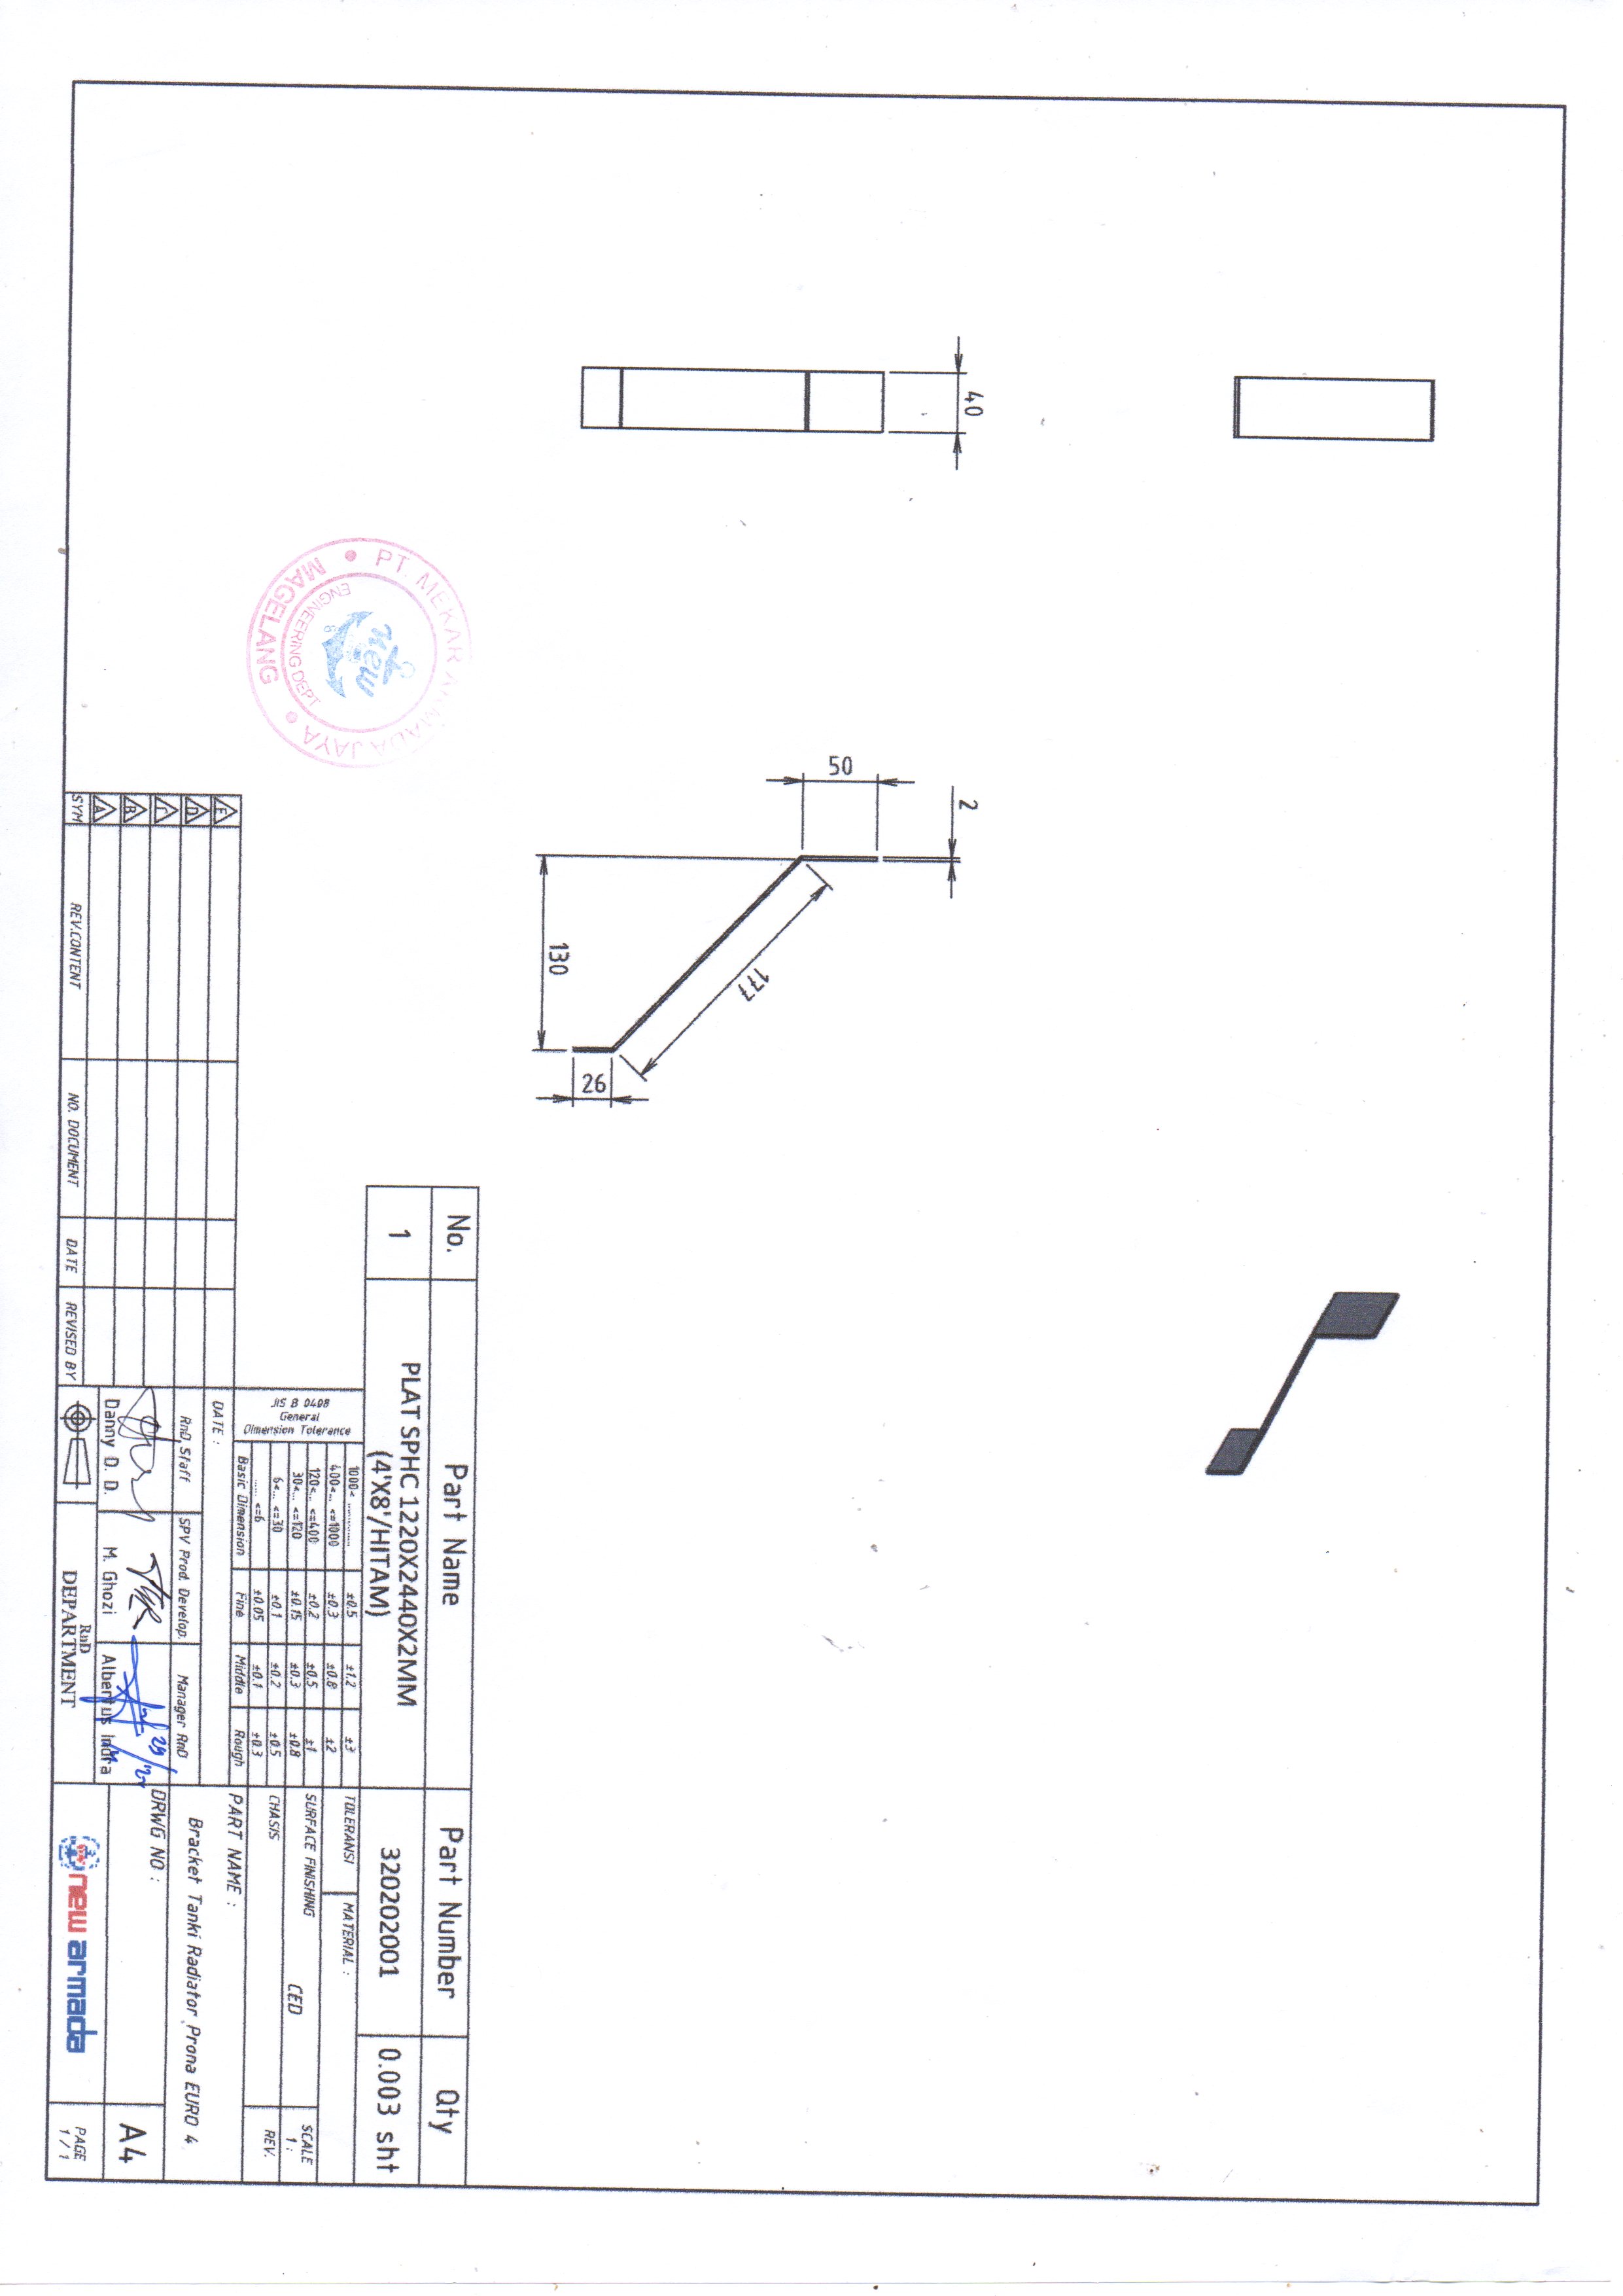 40
2
50
177
26
130
PT. MEKAR ARMADA JAYA
new
ENGINEERING DEPT
MAGELANG
No. Part Name Part Number Qty
1 PLAT SPHC 1220X2440X2MM 320202001 0.003 sht
(4'X8'/HITAM)
JIS B 0408
General
Dimension Tolerance
1000< .............. ±0.5 ±1.2 ±3
400<... <=1000 ±0.3 ±0.8 ±2
120<... <=400 ±0.2 ±0.5 ±1
30<... <=120 ±0.15 ±0.3 ±0.8
6<... <=30 ±0.1 ±0.2 ±0.5
...... <=6 ±0.05 ±0.1 ±0.3
Basic Dimension Fine Middle Rough
TOLERANSI MATERIAL :
SURFACE FINISHING CED
SCALE
1 :
CHASIS
REV.
PART NAME :
Bracket Tanki Radiator Prona EURO 4
DATE :
RnD Staff SPV Prod. Develop. Manager RnD
Danny D. D. M. Ghozi Albertus Indra
DRWG NO :
A4
RnD
DEPARTMENT
new armada
PAGE
1 / 1
E
D
B
A
SYM REV.CONTENT NO. DOCUMENT DATE REVISED BY